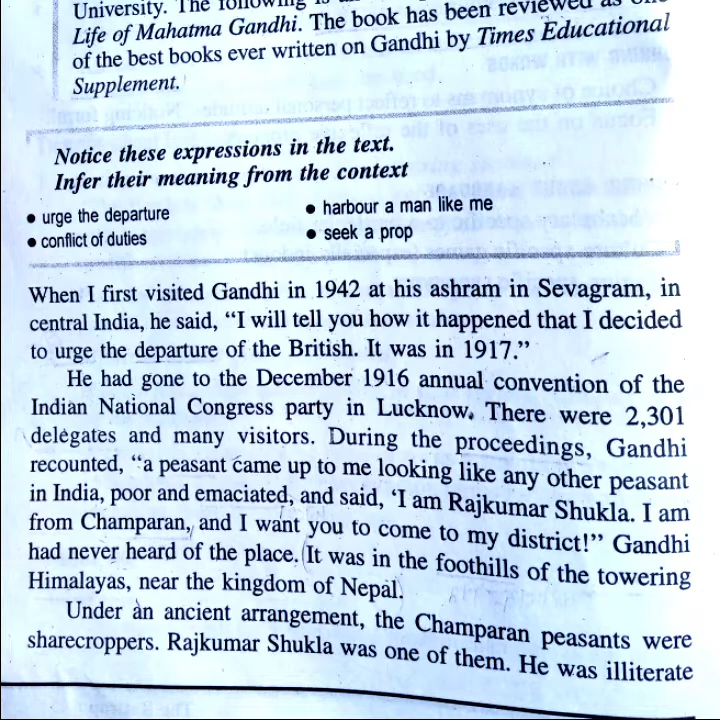 University. The following is
Life of Mahatma Gandhi. The book has been reviewed as one
of the best books ever written on Gandhi by Times Educational
Supplement.
Notice these expressions in the text.
Infer their meaning from the context
• urge the departure
• harbour a man like me
• conflict of duties
• seek a prop
When I first visited Gandhi in 1942 at his ashram in Sevagram, in
central India, he said, “I will tell you how it happened that I decided
to urge the departure of the British. It was in 1917.”
He had gone to the December 1916 annual convention of the
Indian National Congress party in Lucknow. There were 2,301
delegates and many visitors. During the proceedings, Gandhi
recounted, “a peasant came up to me looking like any other peasant
in India, poor and emaciated, and said, ‘I am Rajkumar Shukla. I am
from Champaran, and I want you to come to my district!” Gandhi
had never heard of the place. It was in the foothills of the towering
Himalayas, near the kingdom of Nepal.
Under an ancient arrangement, the Champaran peasants were
sharecroppers. Rajkumar Shukla was one of them. He was illiterate